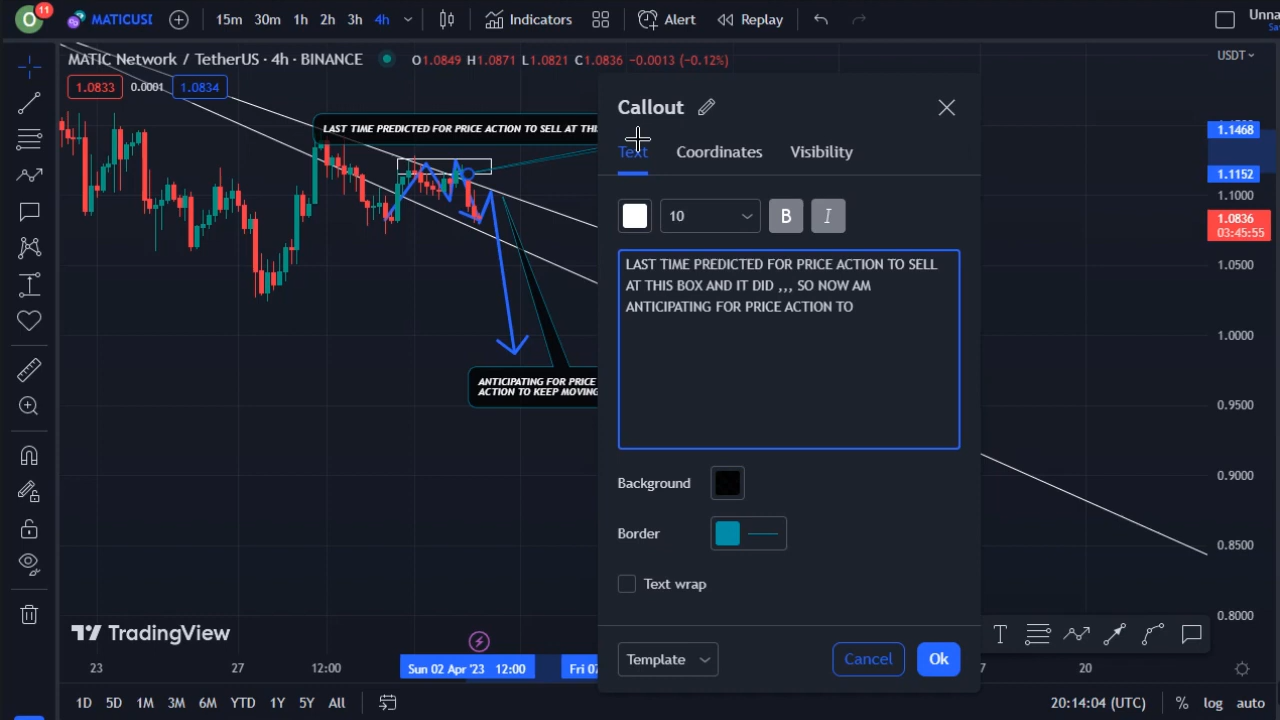 11
MATICUSI
15m 30m 1h 2h 3h 4h
Indicators
Alert
Replay
Unna
MATIC Network / TetherUS · 4h · BINANCE
O1.0849 H1.0871 L1.0821 C1.0836 −0.0013 (−0.12%)
USDT
1.0833 0.0001 1.0834
LAST TIME PREDICTED FOR PRICE ACTION TO SELL AT THIS
ANTICIPATING FOR PRICE
ACTION TO KEEP MOVING
Callout
Text Coordinates Visibility
10
B I
LAST TIME PREDICTED FOR PRICE ACTION TO SELL
AT THIS BOX AND IT DID ,,, SO NOW AM
ANTICIPATING FOR PRICE ACTION TO
Background
Border
Text wrap
Template
Cancel
Ok
1.1468
1.1152
1.1000
1.0836
03:45:55
1.0500
1.0000
0.9500
0.9000
0.8500
0.8000
TradingView
23 27 12:00 Sun 02 Apr '23 12:00 Fri 07 7 20
1D 5D 1M 3M 6M YTD 1Y 5Y All
20:14:04 (UTC) % log auto